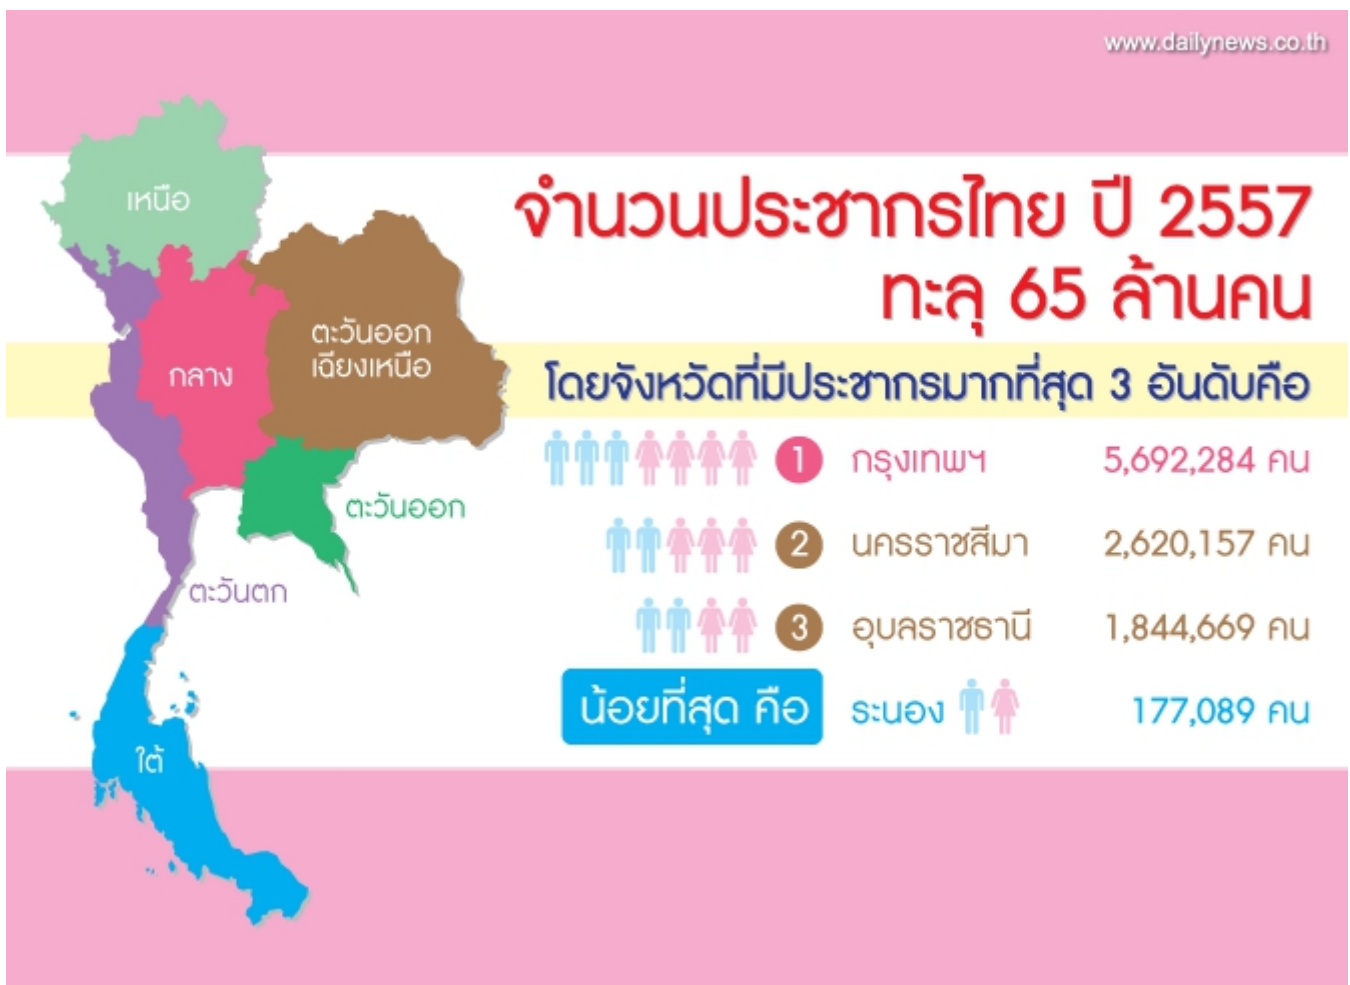 www.dailynews.co.th
จำนวนประชากรไทย ปี 2557
ทะลุ 65 ล้านคน
โดยจังหวัดที่มีประชากรมากที่สุด 3 อันดับคือ
1 กรุงเทพฯ 5,692,284 คน
2 นครราชสีมา 2,620,157 คน
3 อุบลราชธานี 1,844,669 คน
น้อยที่สุด คือ ระนอง 177,089 คน
เหนือ
ตะวันออก
เฉียงเหนือ
กลาง
ตะวันออก
ตะวันตก
ใต้